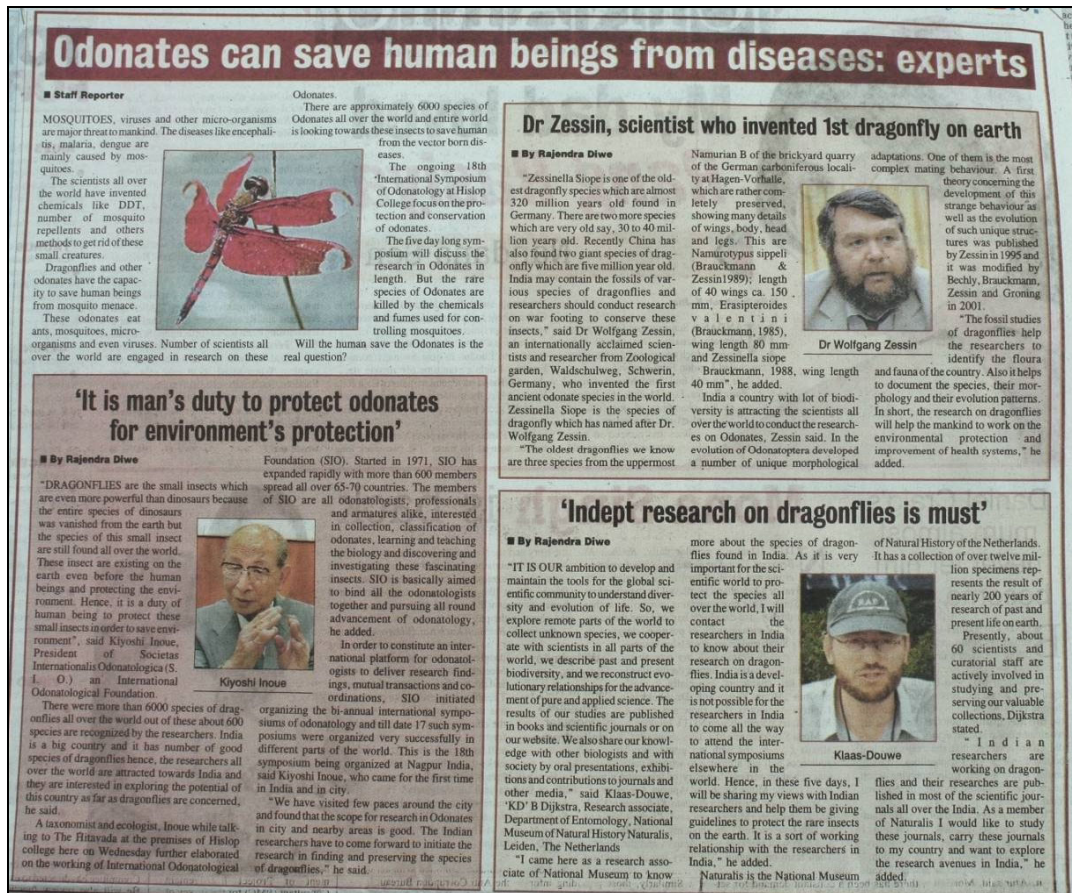 Odonates can save human beings from diseases: experts
■ Staff Reporter
MOSQUITOES, viruses and other micro-organisms
are major threat to mankind. The diseases like encephali-
tis, malaria, dengue are
mainly caused by mos-
quitoes.
The scientists all over
the world have invented
chemicals like DDT,
number of mosquito
repellents and others
methods to get rid of these
small creatures.
Dragonflies and other
odonates have the capac-
ity to save human beings
from mosquito menace.
These odonates eat
ants, mosquitoes, micro-
organisms and even viruses. Number of scientists all
over the world are engaged in research on these
Odonates.
There are approximately 6000 species of
Odonates all over the world and entire world
is looking towards these insects to save human
from the vector born dis-
eases.
The ongoing 18th
International Symposium
of Odonatology at Hislop
College focus on the pro-
tection and conservation
of odonates.
The five day long sym-
posium will discuss the
research in Odonates in
length. But the rare
species of Odonates are
killed by the chemicals
and fumes used for con-
trolling mosquitoes.
Will the human save the Odonates is the
real question?
Dr Zessin, scientist who invented 1st dragonfly on earth
■ By Rajendra Diwe
"Zessinella Siope is one of the old-
est dragonfly species which are almost
320 million years old found in
Germany. There are two more species
which are very old say, 30 to 40 mil-
lion years old. Recently China has
also found two giant species of drag-
onfly which are five million year old.
India may contain the fossils of var-
ious species of dragonflies and
researchers should conduct research
on war footing to conserve these
insects," said Dr Wolfgang Zessin,
an internationally acclaimed scien-
tists and researcher from Zoological
garden, Waldschulweg, Schwerin,
Germany, who invented the first
ancient odonate species in the world.
Zessinella Siope is the species of
dragonfly which has named after Dr.
Wolfgang Zessin.
"The oldest dragonflies we know
are three species from the uppermost
Namurian B of the brickyard quarry
of the German carboniferous locali-
ty at Hagen-Vorhalle,
which are rather com-
pletely preserved,
showing many details
of wings, body, head
and legs. This are
Namurotypus sippeli
(Brauckmann &
Zessin1989); length
of 40 wings ca. 150
mm, Erasipteroides
valentini
(Brauckmann, 1985),
wing length 80 mm
and Zessinella siope
Brauckmann, 1988, wing length
40 mm", he added.
India a country with lot of biodi-
versity is attracting the scientists all
over the world to conduct the research-
es on Odonates, Zessin said. In the
evolution of Odonatoptera developed
a number of unique morphological
adaptations. One of them is the most
complex mating behaviour. A first
theory concerning the
development of this
strange behaviour as
well as the evolution
of such unique struc-
tures was published
by Zessin in 1995 and
it was modified by
Bechly, Brauckmann,
Zessin and Groning
in 2001.
"The fossil studies
of dragonflies help
the researchers to
identify the floura
and fauna of the country. Also it helps
to document the species, their mor-
phology and their evolution patterns.
In short, the research on dragonflies
will help the mankind to work on the
environmental protection and
improvement of health systems," he
added.
Dr Wolfgang Zessin
'It is man's duty to protect odonates
for environment's protection'
■ By Rajendra Diwe
"DRAGONFLIES are the small insects which
are even more powerful than dinosaurs because
the entire species of dinosaurs
was vanished from the earth but
the species of this small insect
are still found all over the world.
These insect are existing on the
earth even before the human
beings and protecting the envi-
ronment. Hence, it is a duty of
human being to protect these
small insects in order to save envi-
ronment", said Kiyoshi Inoue,
President of Societas
Internationalis Odonatologica (S.
I. O.) an International
Odonatological Foundation.
There were more than 6000 species of drag-
onflies all over the world out of these about 600
species are recognized by the researchers. India
is a big country and it has number of good
species of dragonflies hence, the researchers all
over the world are attracted towards India and
they are interested in exploring the potential of
this country as far as dragonflies are concerned,
he said.
A taxonomist and ecologist, Inoue while talk-
ing to The Hitavada at the premises of Hislop
college here on Wednesday further elaborated
on the working of International Odonatological
Foundation (SIO). Started in 1971, SIO has
expanded rapidly with more than 600 members
spread all over 65-70 countries. The members
of SIO are all odonatologists, professionals
and armatures alike, interested
in collection, classification of
odonates, learning and teaching
the biology and discovering and
investigating these fascinating
insects. SIO is basically aimed
to bind all the odonatologists
together and pursuing all round
advancement of odonatology,
he added.
In order to constitute an inter-
national platform for odonatol-
ogists to deliver research find-
ings, mutual transactions and co-
ordinations, SIO initiated
organizing the bi-annual international sympo-
siums of odonatology and till date 17 such sym-
posiums were organized very successfully in
different parts of the world. This is the 18th
symposium being organized at Nagpur India,
said Kiyoshi Inoue, who came for the first time
in India and in city.
"We have visited few paces around the city
and found that the scope for research in Odonates
in city and nearby areas is good. The Indian
researchers have to come forward to initiate the
research in finding and preserving the species
of dragonflies," he said.
Kiyoshi Inoue
'Indept research on dragonflies is must'
■ By Rajendra Diwe
"IT IS OUR ambition to develop and
maintain the tools for the global sci-
entific community to understand diver-
sity and evolution of life. So, we
explore remote parts of the world to
collect unknown species, we cooper-
ate with scientists in all parts of the
world, we describe past and present
biodiversity, and we reconstruct evo-
lutionary relationships for the advance-
ment of pure and applied science. The
results of our studies are published
in books and scientific journals or on
our website. We also share our knowl-
edge with other biologists and with
society by oral presentations, exhibi-
tions and contributions to journals and
other media," said Klaas-Douwe,
'KD' B Dijkstra, Research associate,
Department of Entomology, National
Museum of Natural History Naturalis,
Leiden, The Netherlands
"I came here as a research asso-
ciate of National Museum to know
more about the species of dragon-
flies found in India. As it is very
important for the sci-
entific world to pro-
tect the species all
over the world, I will
contact the
researchers in India
to know about their
research on dragon-
flies. India is a devel-
oping country and it
is not possible for the
researchers in India
to come all the way
to attend the inter-
national symposiums
elsewhere in the
world. Hence, in these five days, I
will be sharing my views with Indian
researchers and help them be giving
guidelines to protect the rare insects
on the earth. It is a sort of working
relationship with the researchers in
India," he added.
Naturalis is the National Museum
of Natural History of the Netherlands.
It has a collection of over twelve mil-
lion specimens rep-
resents the result of
nearly 200 years of
research of past and
present life on earth.
Presently, about
60 scientists and
curatorial staff are
actively involved in
studying and pre-
serving our valuable
collections, Dijkstra
stated.
"Indian
researchers are
working on dragon-
flies and their researches are pub-
lished in most of the scientific jour-
nals all over the India. As a member
of Naturalis I would like to study
these journals, carry these journals
to my country and want to explore
the research avenues in India," he
added.
Klaas-Douwe